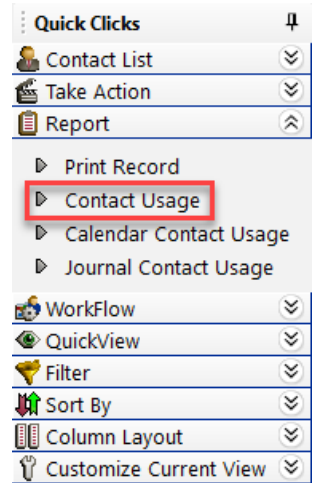 Quick Clicks
Contact List
Take Action
Report
Print Record
Contact Usage
Calendar Contact Usage
Journal Contact Usage
WorkFlow
QuickView
Filter
Sort By
Column Layout
Customize Current View